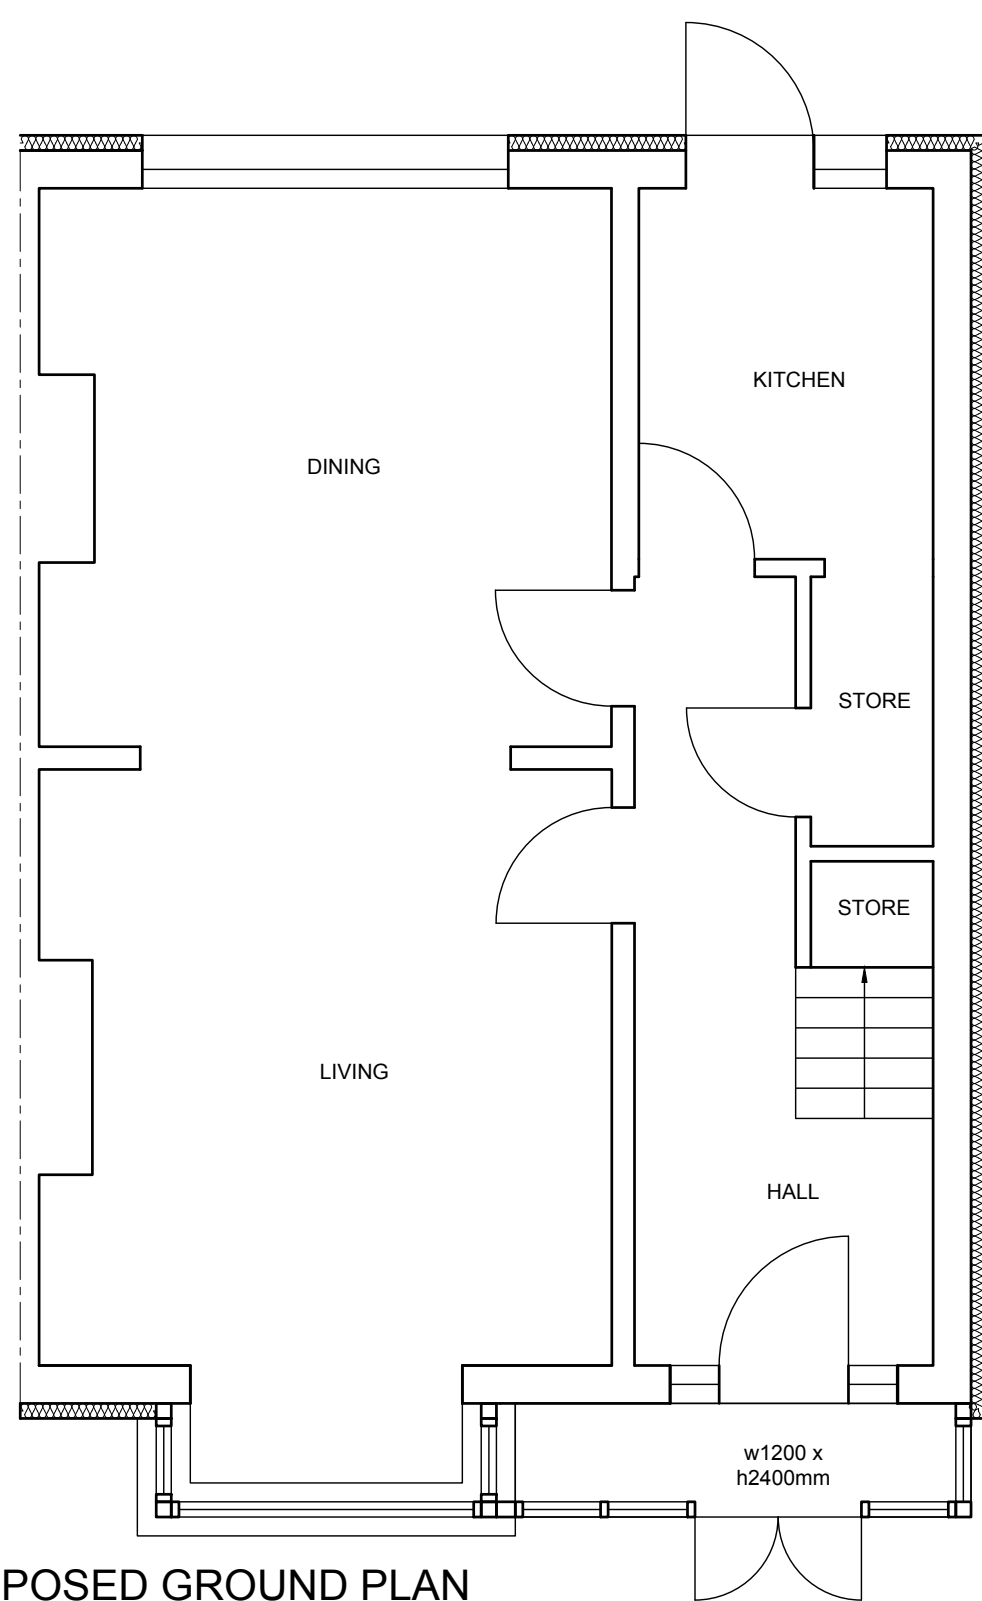 KITCHEN
DINING
STORE
STORE
LIVING
HALL
w1200 x
h2400mm
POSED GROUND PLAN